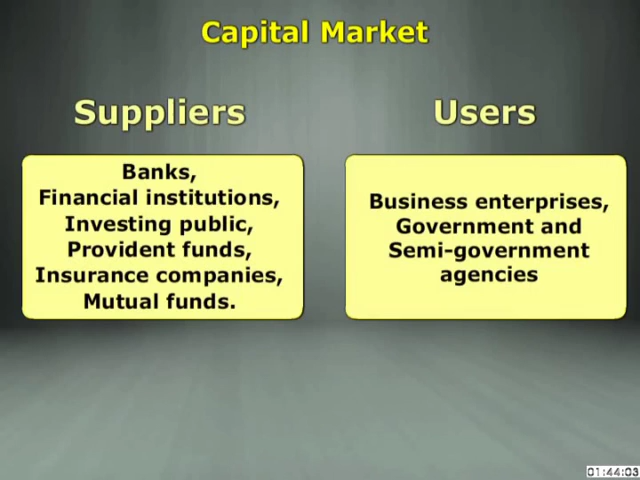 Capital Market
Suppliers
Users
Banks,
Financial institutions,
Investing public,
Provident funds,
Insurance companies,
Mutual funds.
Business enterprises,
Government and
Semi-government
agencies
01:44:03